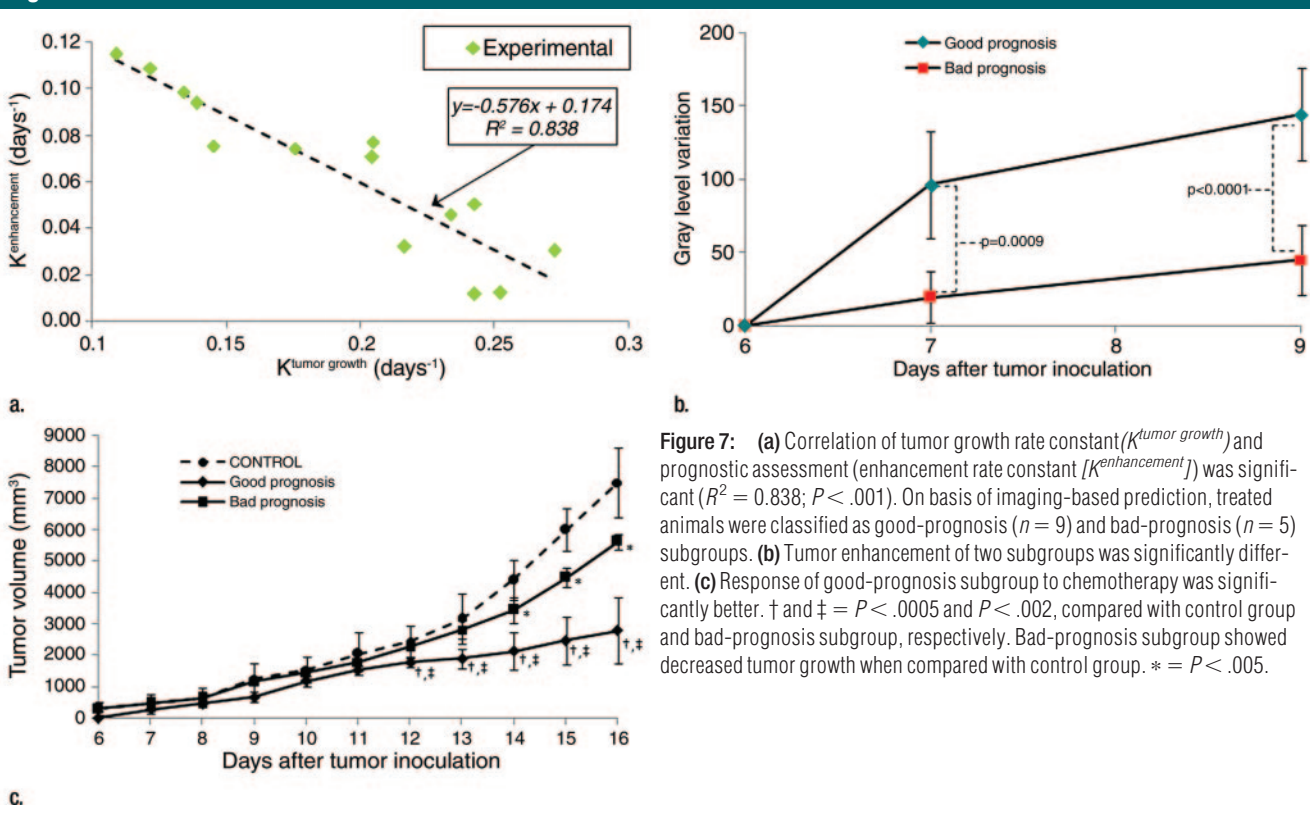 0.12
0.10
0.08
0.06
0.04
0.02
0.00
K^enhancement (days^-1)
Experimental
y=-0.576x + 0.174
R² = 0.838
0.1 0.15 0.2 0.25 0.3
K^tumor growth (days^-1)
a.
200
150
100
50
0
Gray level variation
Good prognosis
Bad prognosis
p=0.0009
p<0.0001
6 7 8 9
Days after tumor inoculation
b.
9000
8000
7000
6000
5000
4000
3000
2000
1000
0
Tumor volume (mm³)
CONTROL
Good prognosis
Bad prognosis
*
*
*
†,‡
†,‡
†,‡
†,‡
†,‡
6 7 8 9 10 11 12 13 14 15 16
Days after tumor inoculation
c.
Figure 7: (a) Correlation of tumor growth rate constant(K^tumor growth) and
prognostic assessment (enhancement rate constant [K^enhancement]) was signifi-
cant (R² = 0.838; P < .001). On basis of imaging-based prediction, treated
animals were classified as good-prognosis (n = 9) and bad-prognosis (n = 5)
subgroups. (b) Tumor enhancement of two subgroups was significantly differ-
ent. (c) Response of good-prognosis subgroup to chemotherapy was signifi-
cantly better. † and ‡ = P < .0005 and P < .002, compared with control group
and bad-prognosis subgroup, respectively. Bad-prognosis subgroup showed
decreased tumor growth when compared with control group. * = P < .005.